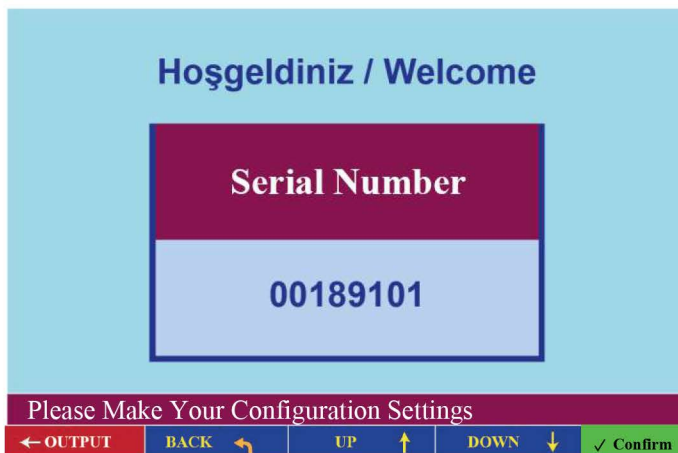 Hoşgeldiniz / Welcome
Serial Number
00189101
Please Make Your Configuration Settings
← OUTPUT BACK ↰ UP ↑ DOWN ↓ ✓ Confirm